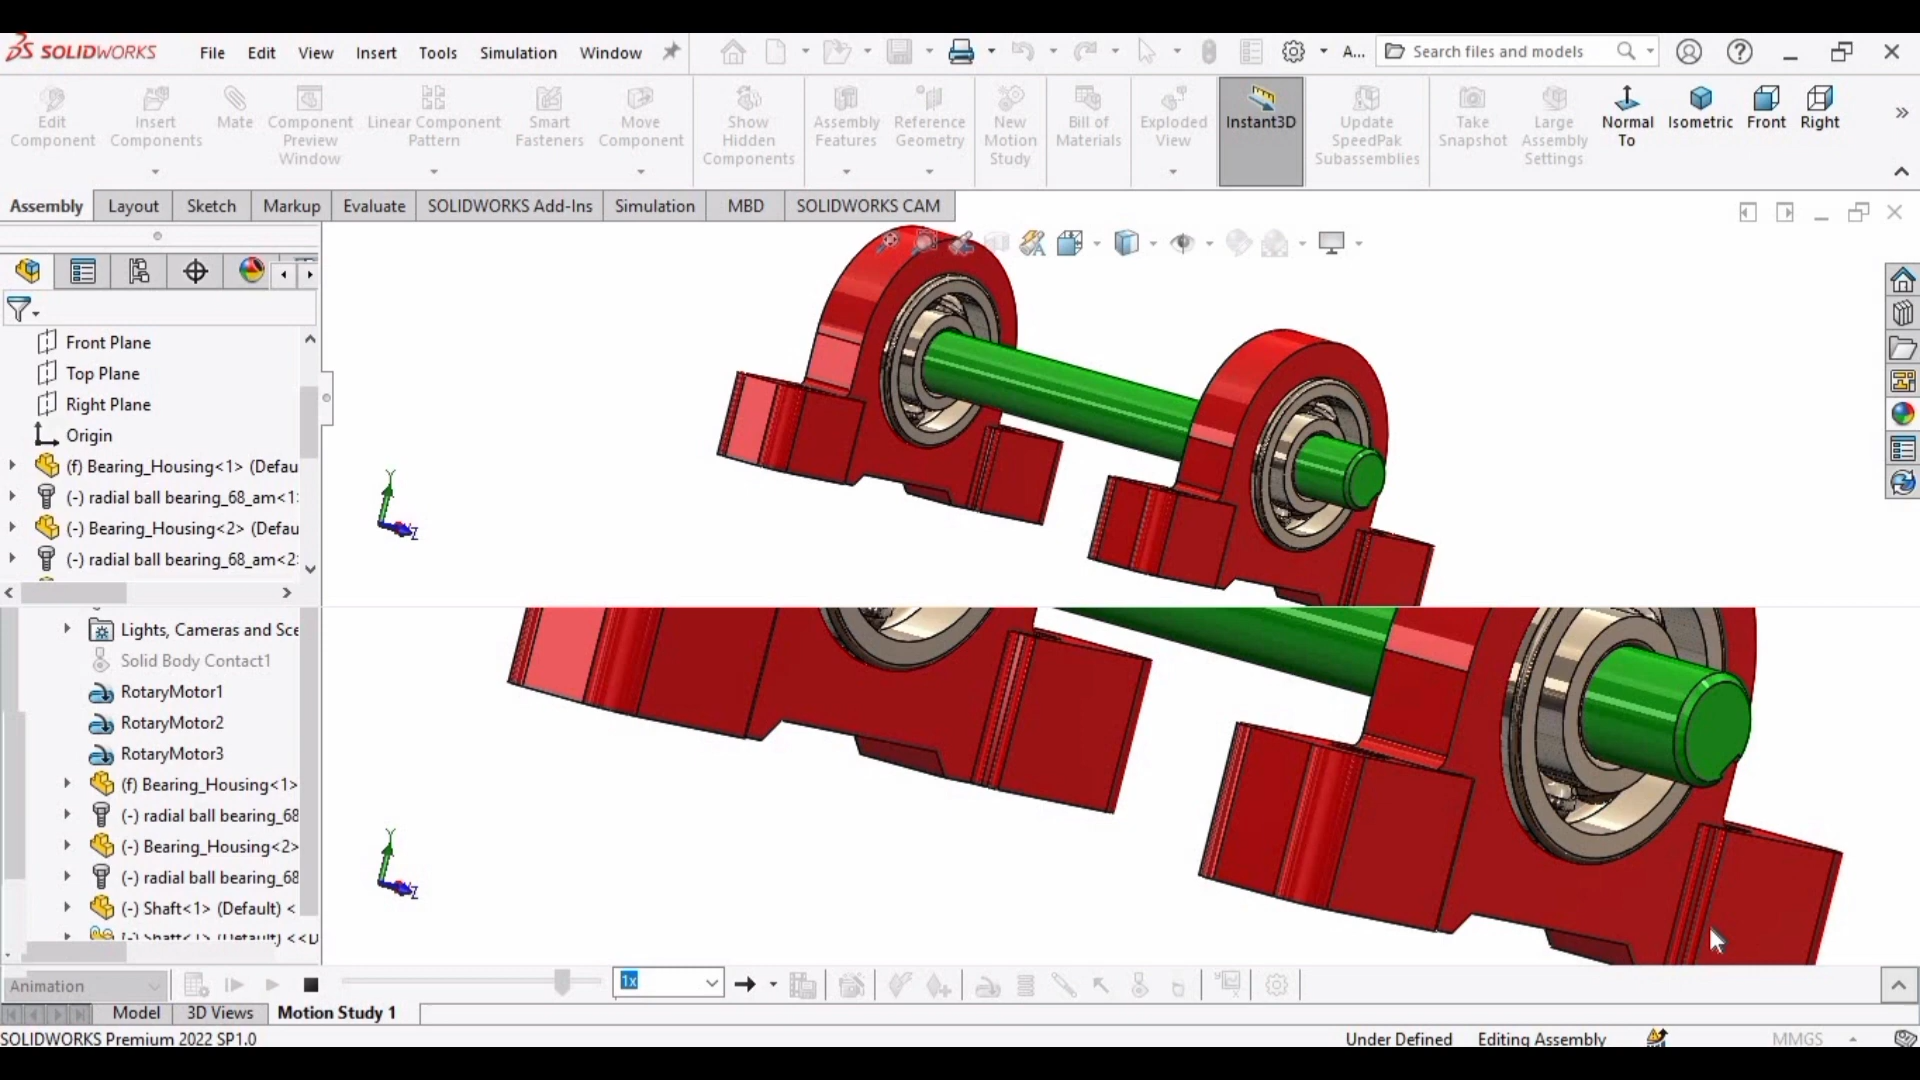 SOLIDWORKS File Edit View Insert Tools Simulation Window A... Search files and models
Edit Component
Insert Components
Mate
Component Preview Window
Linear Component Pattern
Smart Fasteners
Move Component
Show Hidden Components
Assembly Features
Reference Geometry
New Motion Study
Bill of Materials
Exploded View
Instant3D
Update SpeedPak Subassemblies
Take Snapshot
Large Assembly Settings
Normal To
Isometric
Front
Right
Assembly Layout Sketch Markup Evaluate SOLIDWORKS Add-Ins Simulation MBD SOLIDWORKS CAM
Front Plane
Top Plane
Right Plane
Origin
(f) Bearing_Housing<1> (Defau
(-) radial ball bearing_68_am<1
(-) Bearing_Housing<2> (Defau
(-) radial ball bearing_68_am<2
Y
Z
Lights, Cameras and Sce
Solid Body Contact1
RotaryMotor1
RotaryMotor2
RotaryMotor3
(f) Bearing_Housing<1>
(-) radial ball bearing_68
(-) Bearing_Housing<2>
(-) radial ball bearing_68
(-) Shaft<1> (Default) <
Y
Z
Animation 1x
Model 3D Views Motion Study 1
SOLIDWORKS Premium 2022 SP1.0 Under Defined Editing Assembly MMGS